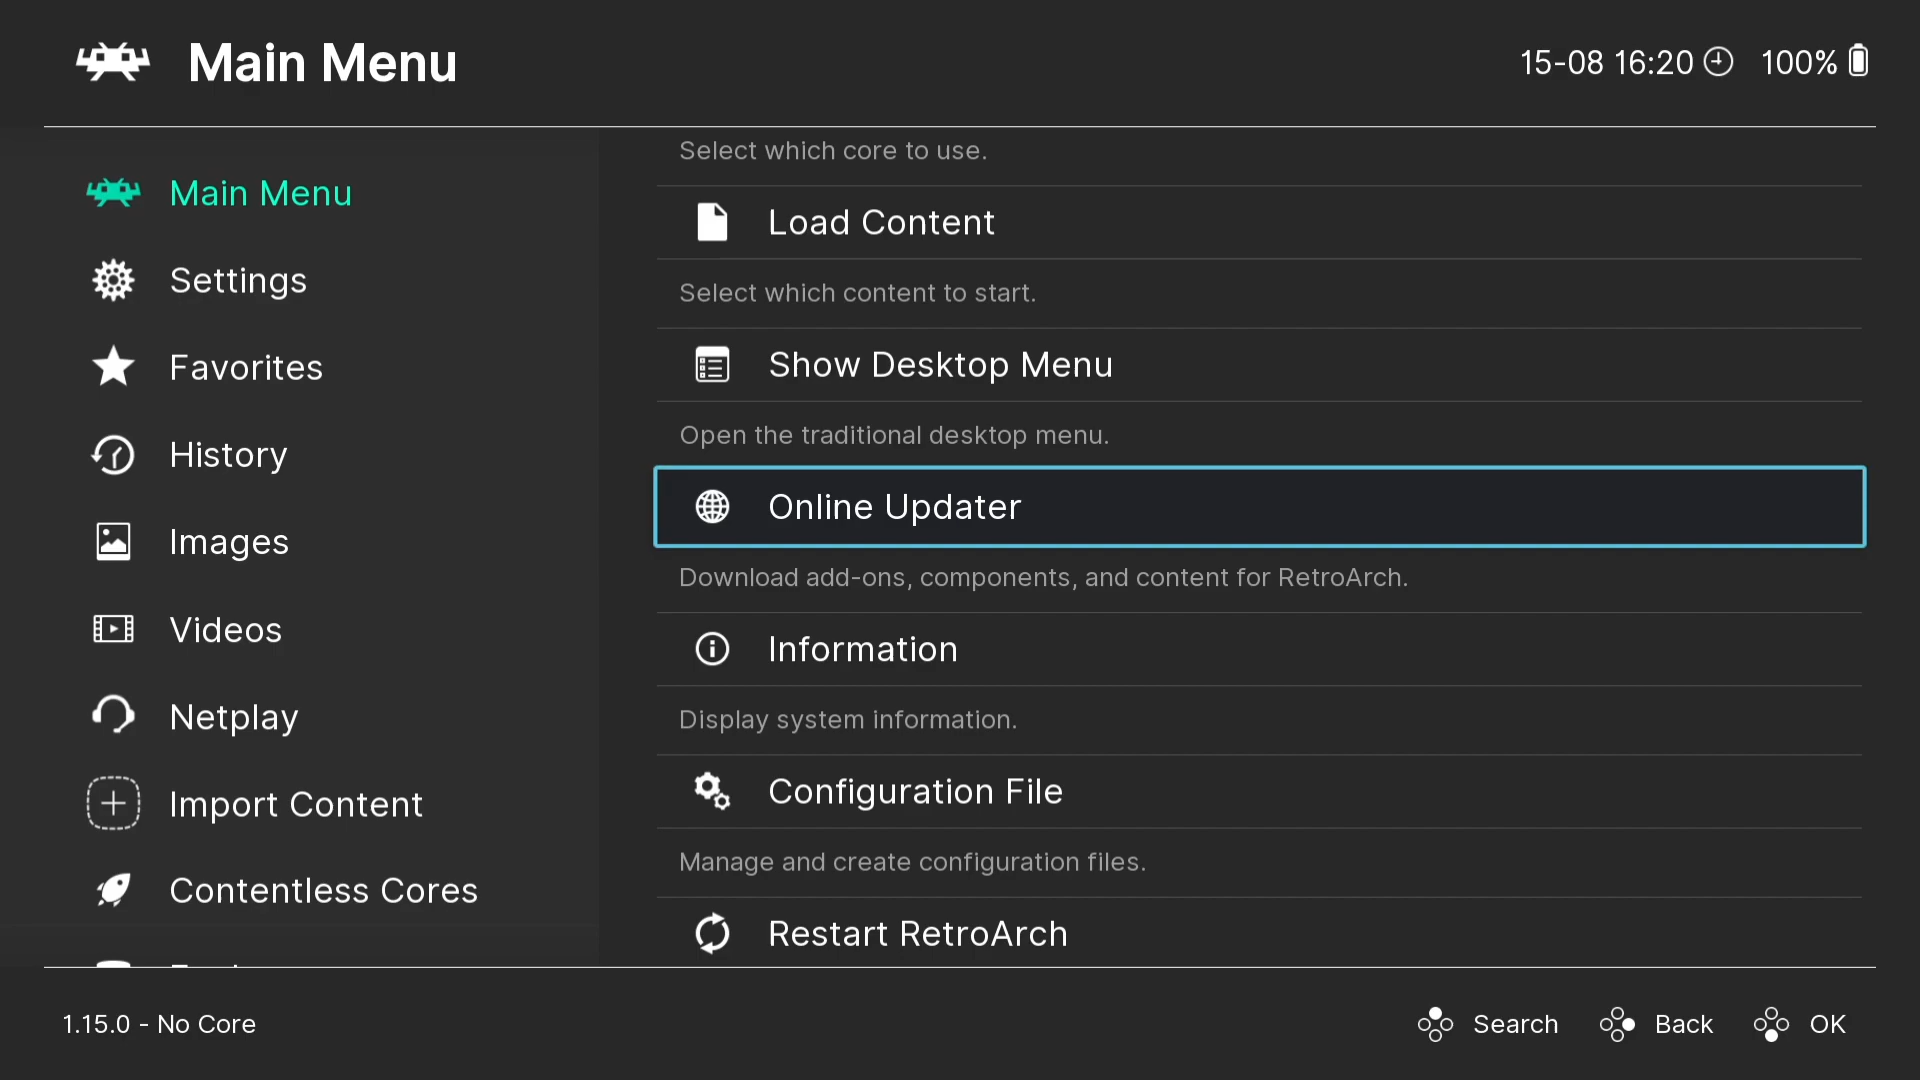 Main Menu
15-08 16:20 100%
Main Menu
Settings
Favorites
History
Images
Videos
Netplay
Import Content
Contentless Cores
Select which core to use.
Load Content
Select which content to start.
Show Desktop Menu
Open the traditional desktop menu.
Online Updater
Download add-ons, components, and content for RetroArch.
Information
Display system information.
Configuration File
Manage and create configuration files.
Restart RetroArch
1.15.0 - No Core
Search Back OK